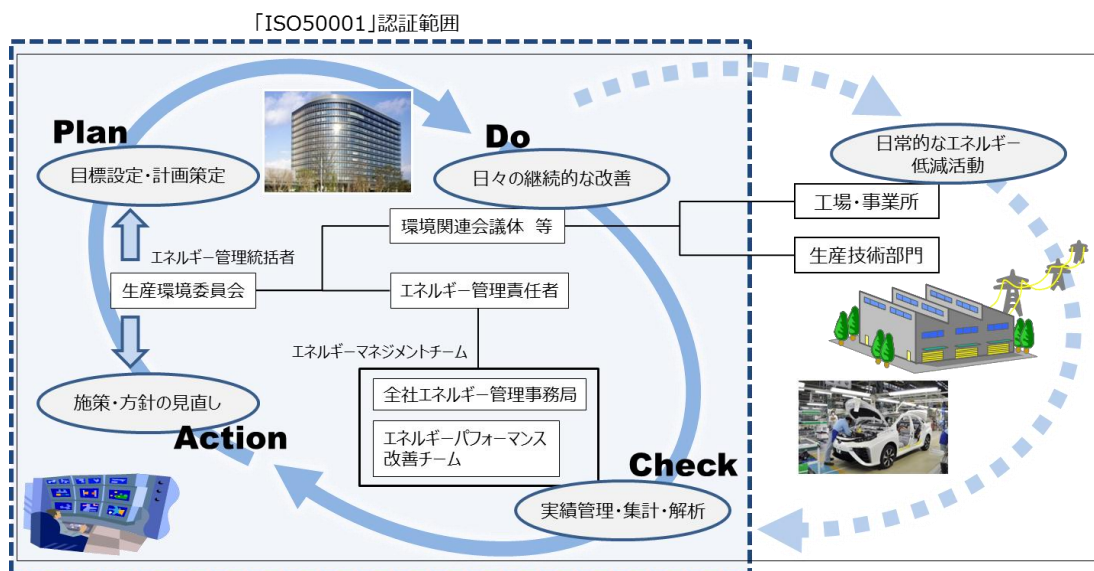 「ISO50001」認証範囲
Plan
目標設定・計画策定
Do
日々の継続的な改善
日常的なエネルギー
低減活動
環境関連会議体　等
工場・事業所
エネルギー管理統括者
生産環境委員会
エネルギー管理責任者
生産技術部門
エネルギーマネジメントチーム
全社エネルギー管理事務局
エネルギーパフォーマンス
改善チーム
施策・方針の見直し
Action
Check
実績管理・集計・解析